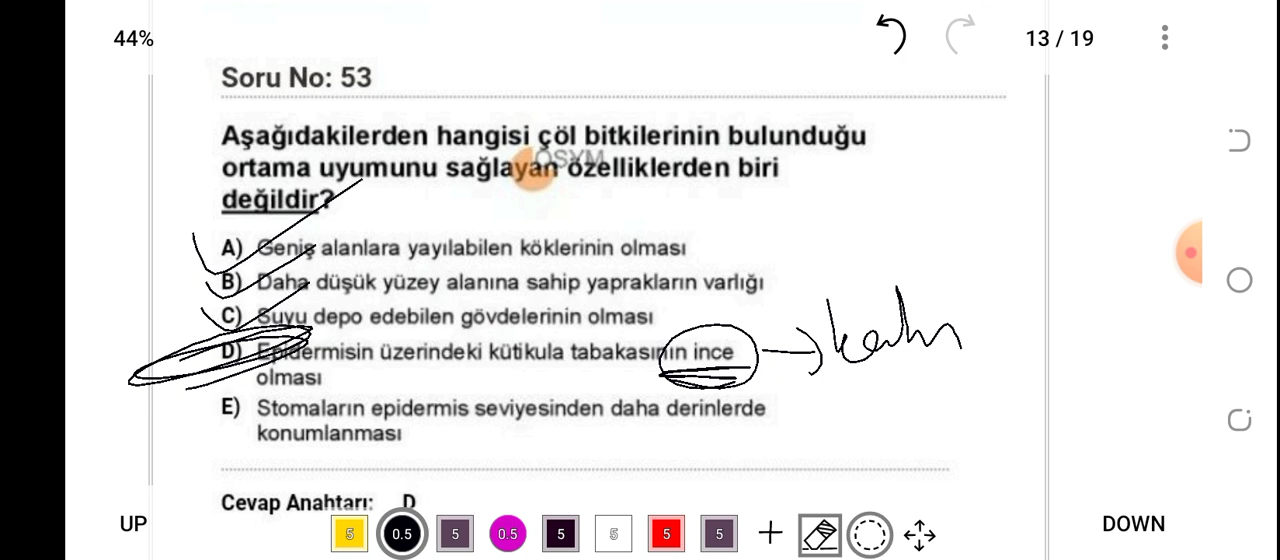 44%
13 / 19
Soru No: 53
Aşağıdakilerden hangisi çöl bitkilerinin bulunduğu
ÖSYM
ortama uyumunu sağlayan özelliklerden biri
değildir?
A) Geniş alanlara yayılabilen köklerinin olması
B) Daha düşük yüzey alanına sahip yaprakların varlığı
C) Suyu depo edebilen gövdelerinin olması
D) Epidermisin üzerindeki kütikula tabakasının ince
olması
kalın
E) Stomaların epidermis seviyesinden daha derinlerde
konumlanması
Cevap Anahtarı: D
UP
5 0.5 5 0.5 5 5 5 5
DOWN